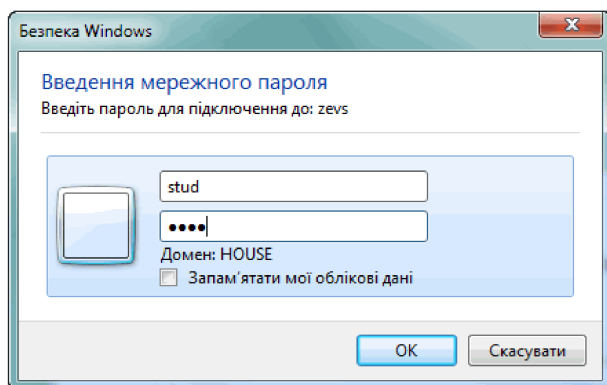 Безпека Windows
Введення мережного пароля
Введіть пароль для підключення до: zevs
stud
••••
Домен: HOUSE
Запам'ятати мої облікові дані
ОК
Скасувати